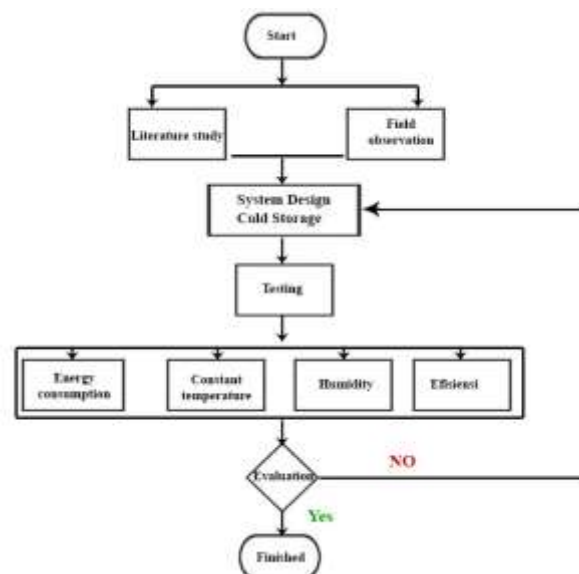 Start
Literature study
Field
observation
System Design
Cold Storage
Testing
Energy
consumption
Constant
temperature
Humidity
Efisiensi
Evaluation
NO
Yes
Finished